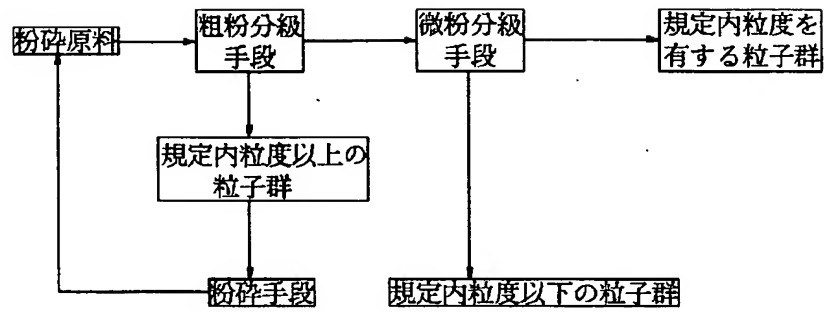 粉砕原料
粗粉分級
手段
微粉分級
手段
規定内粒度を
有する粒子群
規定内粒度以上の
粒子群
粉砕手段
規定内粒度以下の粒子群